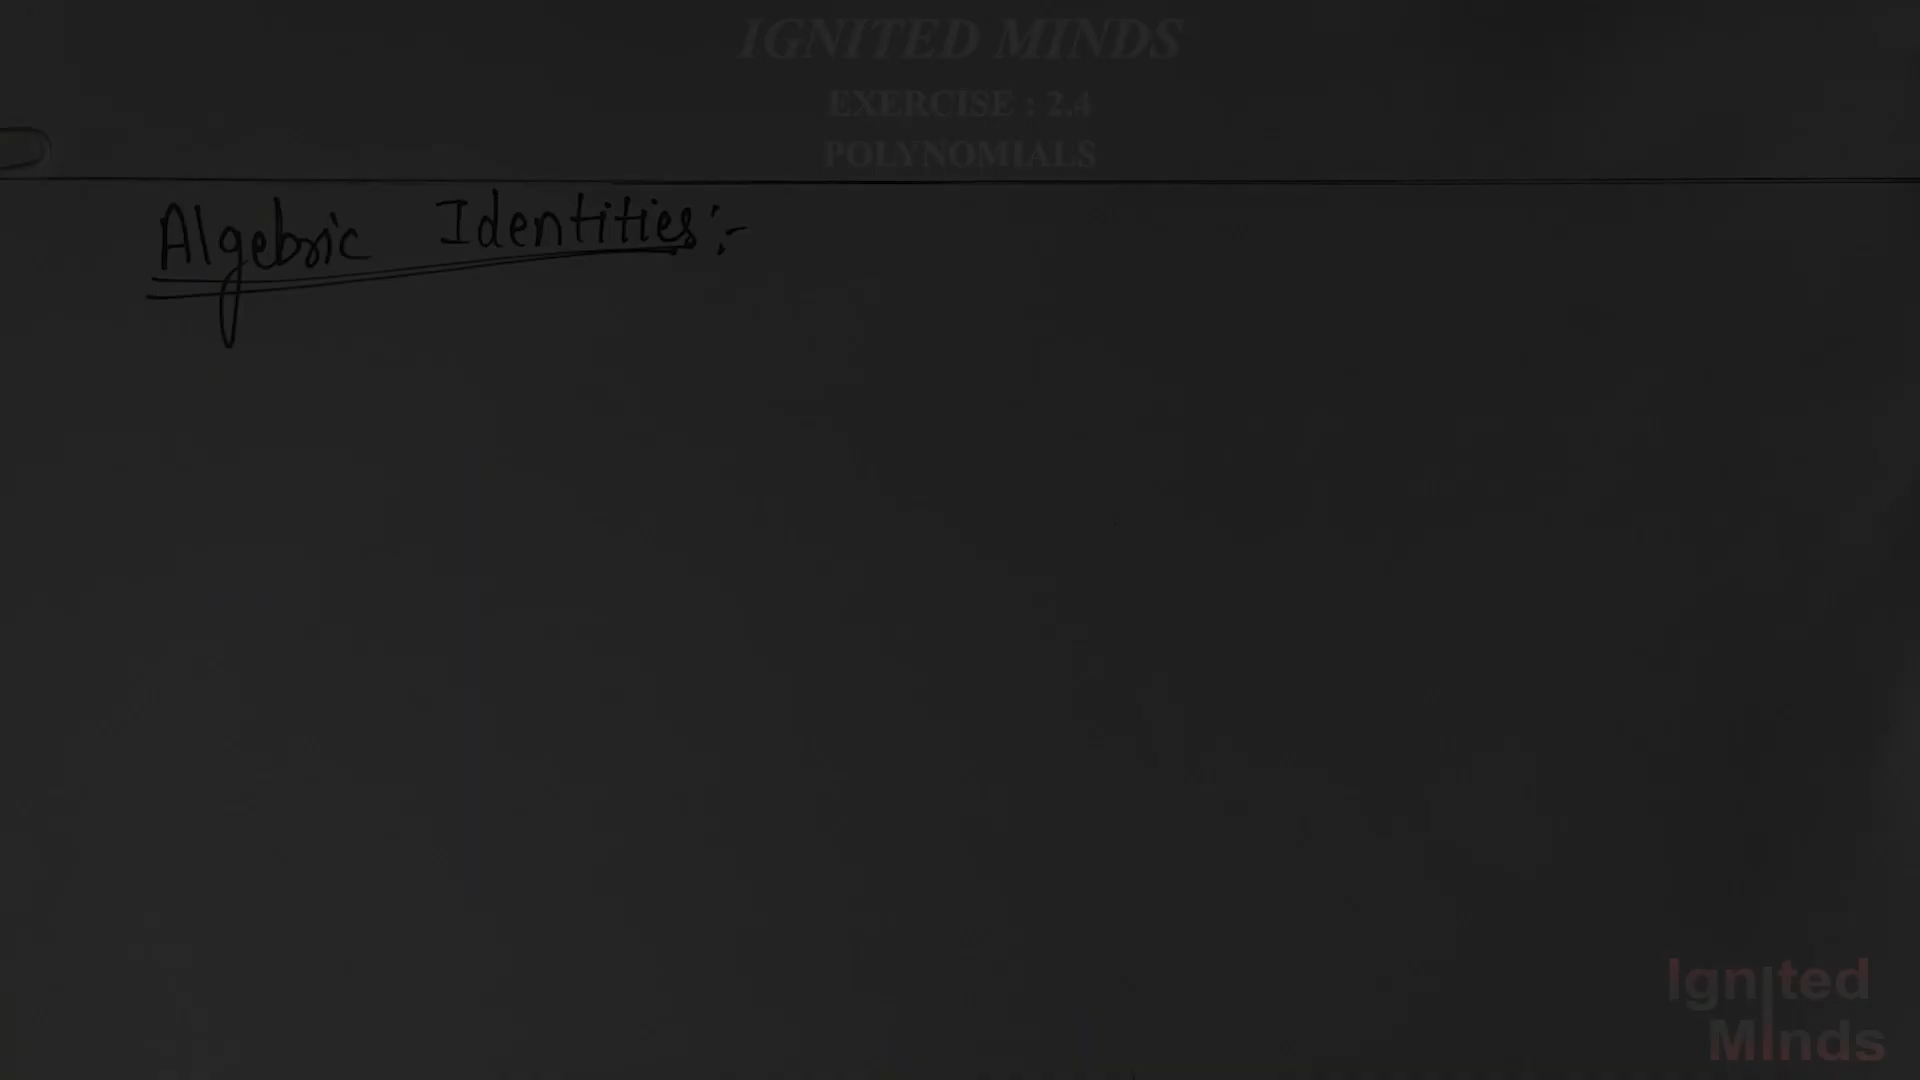 IGNITED MINDS
EXERCISE : 2.4
POLYNOMIALS
Algebric Identities :-
Ignited
Minds